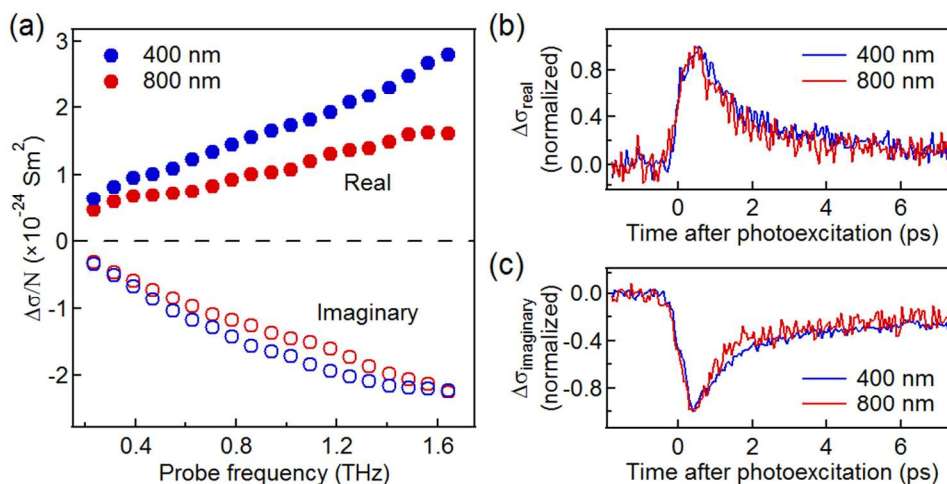 (a)
3
2
1
0
-1
-2
Δσ/N (×10⁻²⁴ Sm²)
400 nm
800 nm
Real
Imaginary
0.4 0.8 1.2 1.6
Probe frequency (THz)
(b)
0.8
0.4
0.0
Δσreal
(normalized)
400 nm
800 nm
0 2 4 6
Time after photoexcitation (ps)
(c)
0.0
-0.4
-0.8
Δσimaginary
(normalized)
400 nm
800 nm
0 2 4 6
Time after photoexcitation (ps)